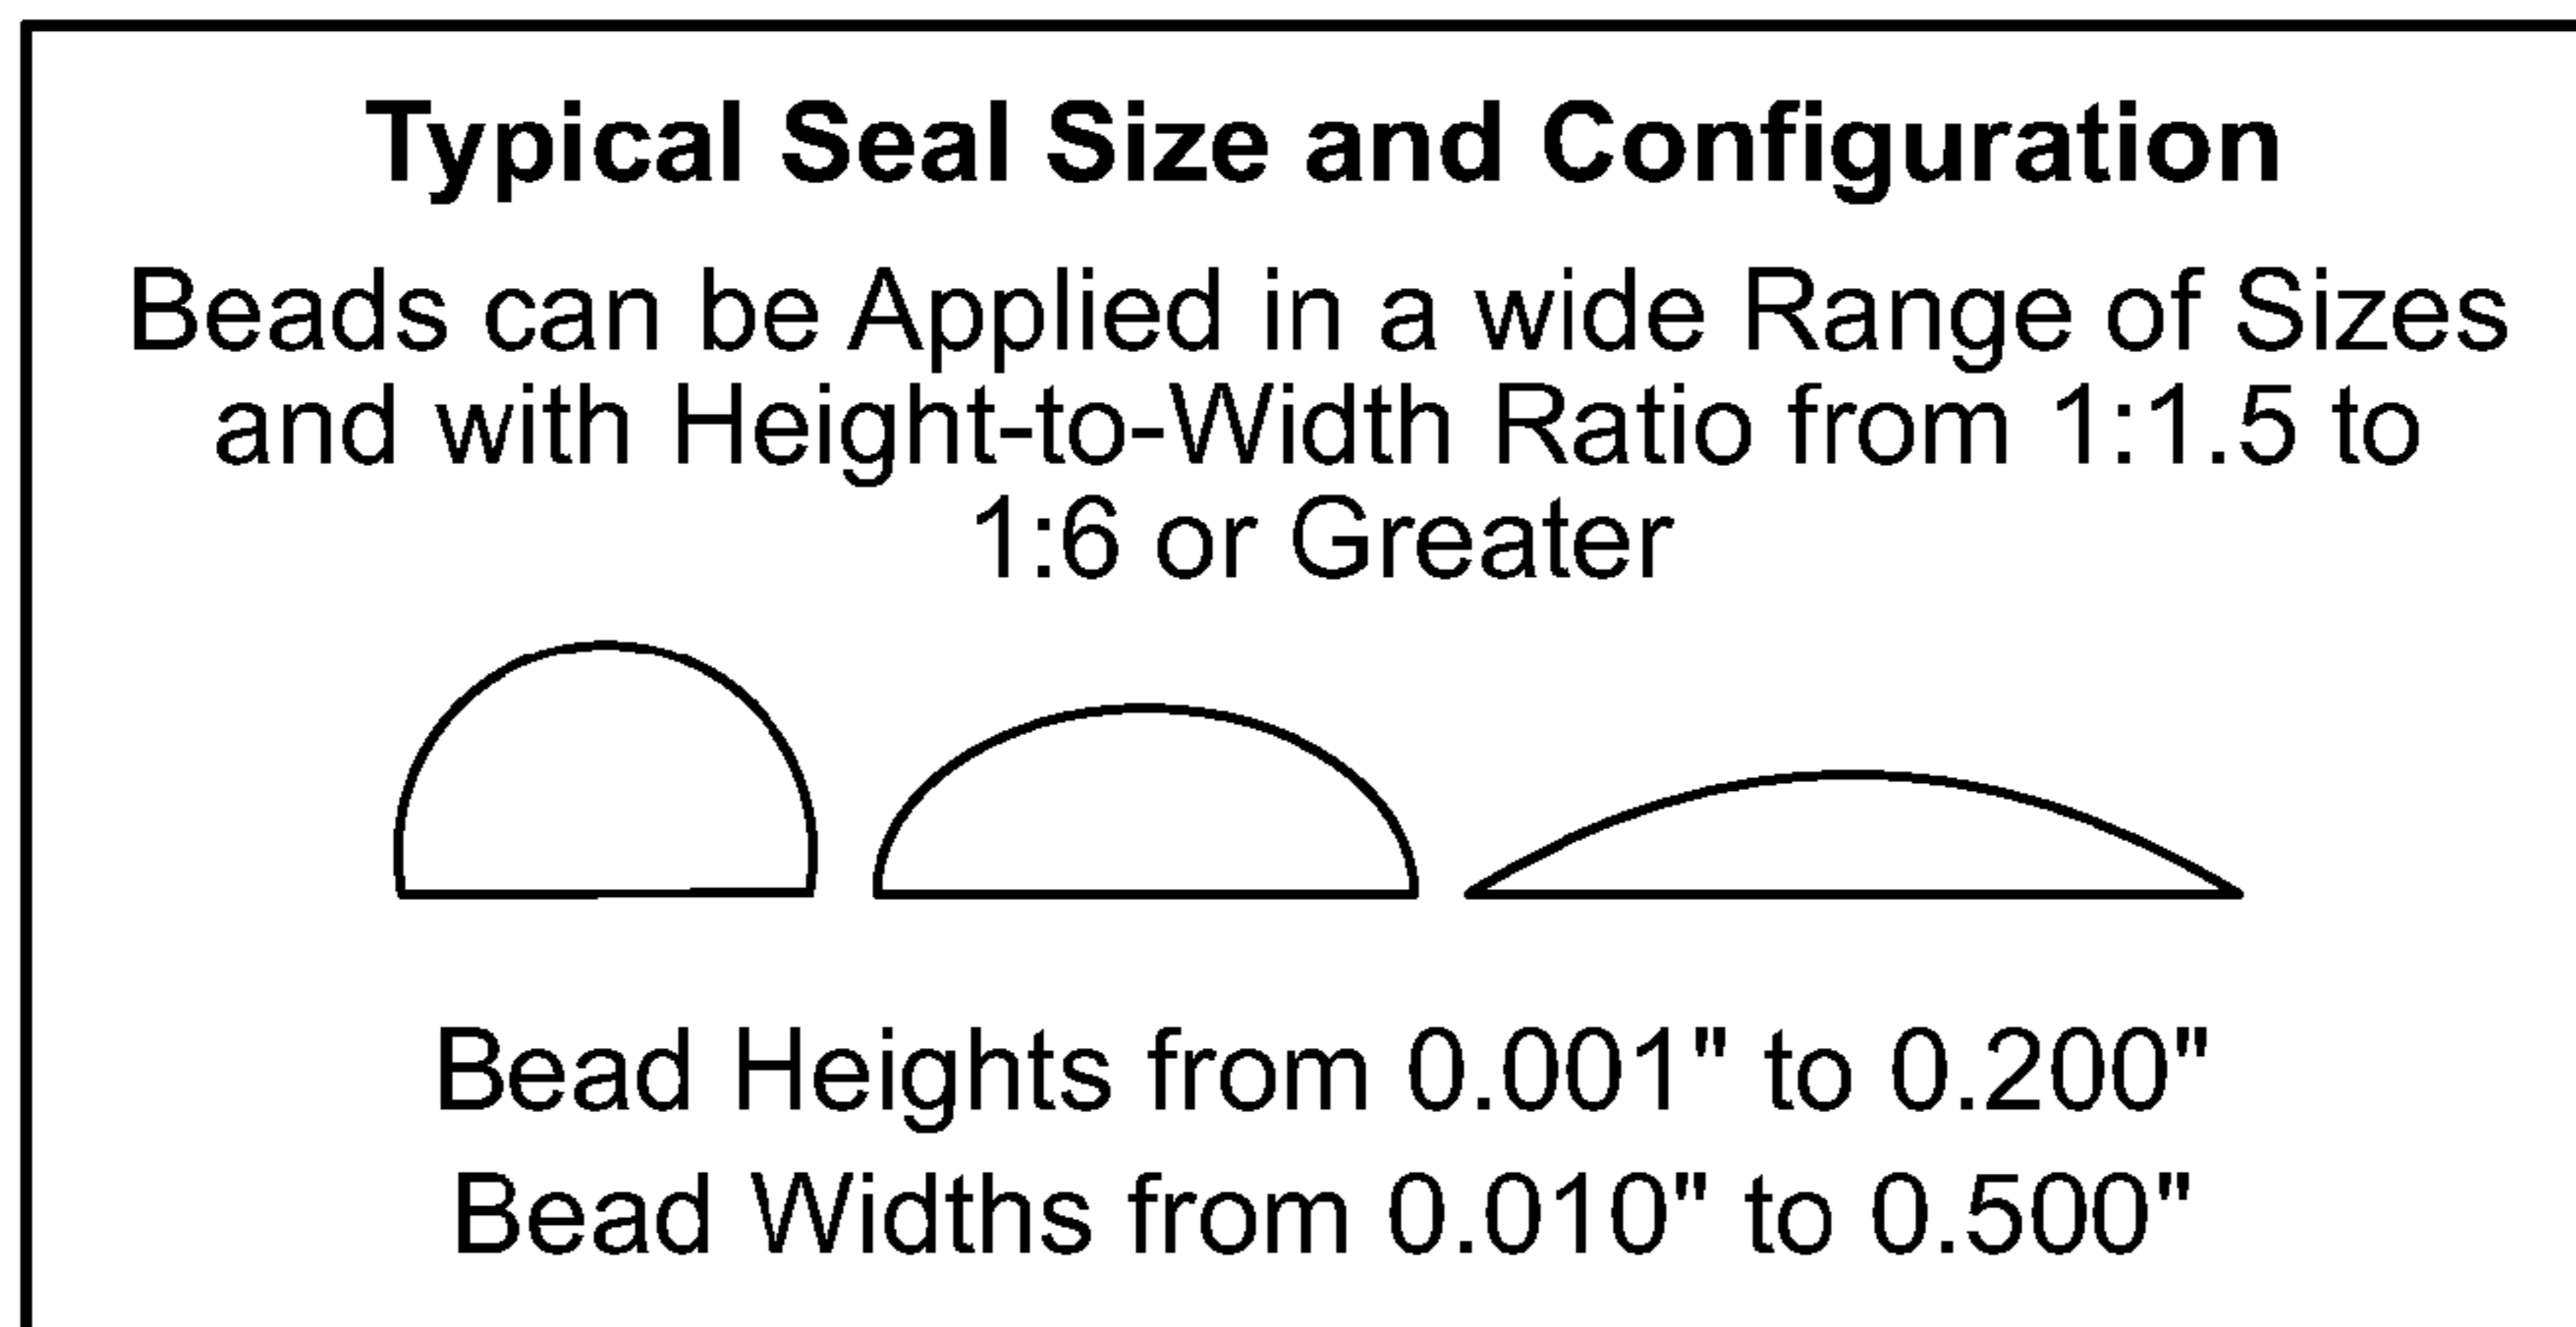 Typical Seal Size and Configuration
Beads can be Applied in a wide Range of Sizes
and with Height-to-Width Ratio from 1:1.5 to
1:6 or Greater
Bead Heights from 0.001" to 0.200"
Bead Widths from 0.010" to 0.500"